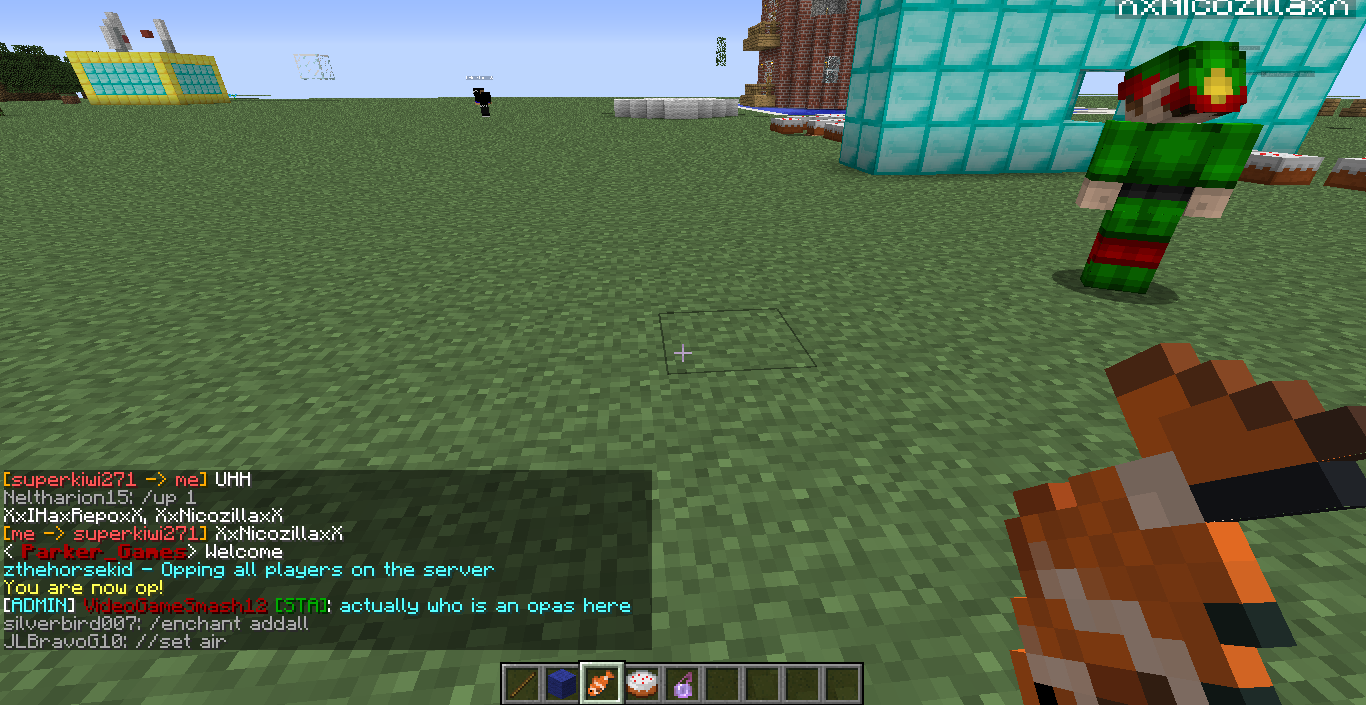 xXNicozillaxX
[superkiwi271 -> me] UHH
Neltharion15: /up 1
XxIHaxRepoxX, XxNicozillaxX
[me -> superkiwi271] XxNicozillaxX
< Parker_Games> Welcome
zthehorsekid - Opping all players on the server
You are now op!
[ADMIN] VideoGameSmash12 [STA]: actually who is an opas here
silverbird007: /enchant addall
JLBravoG10: //set air